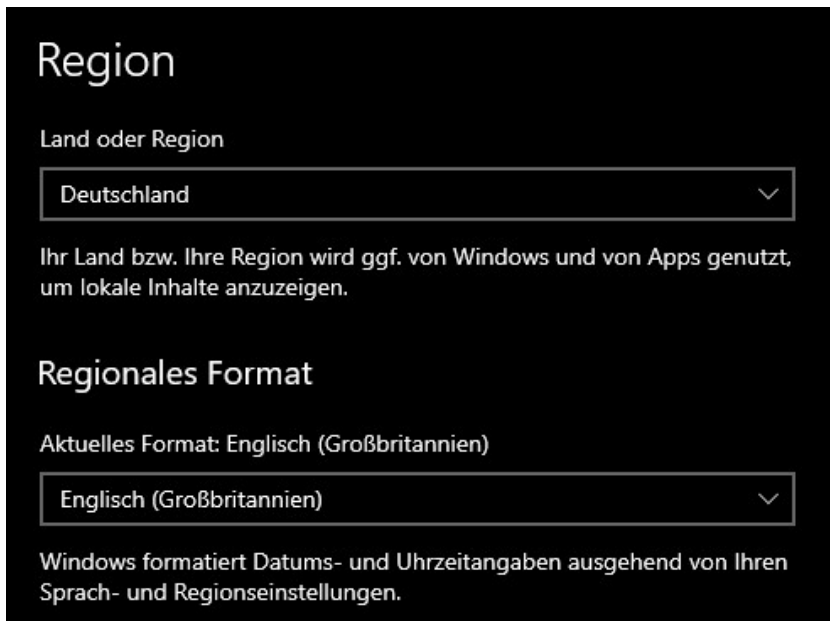 Region
Land oder Region
Deutschland
Ihr Land bzw. Ihre Region wird ggf. von Windows und von Apps genutzt,
um lokale Inhalte anzuzeigen.
Regionales Format
Aktuelles Format: Englisch (Großbritannien)
Englisch (Großbritannien)
Windows formatiert Datums- und Uhrzeitangaben ausgehend von Ihren
Sprach- und Regionseinstellungen.